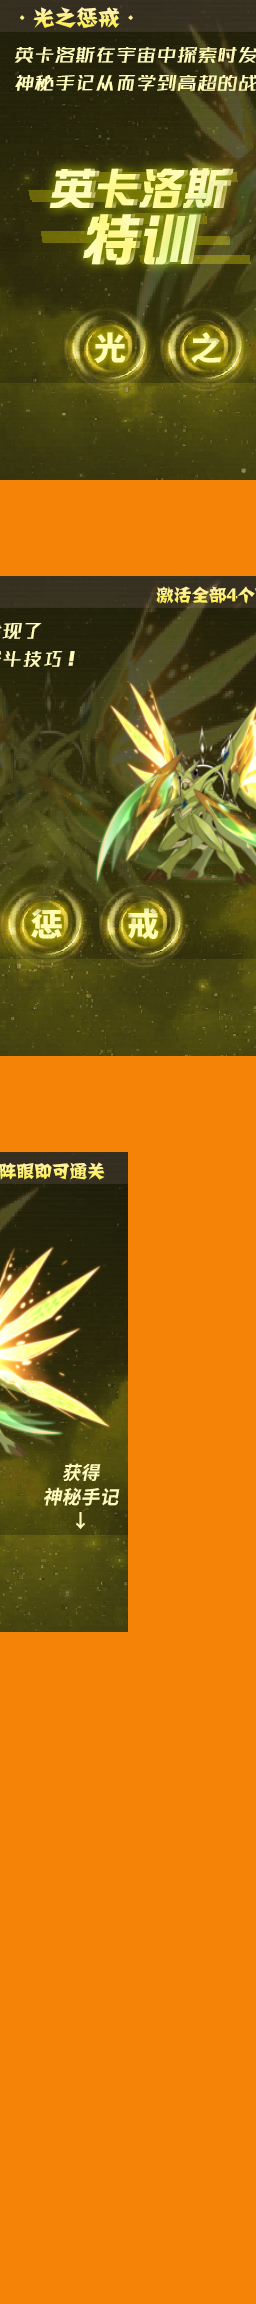 ·光之惩戒·
英卡洛斯在宇宙中探索时发
神秘手记从而学到高超的战
英卡洛斯
特训
光 之
激活全部4个
现了
斗技巧！
惩 戒
阵眼即可通关
获得
神秘手记
↓